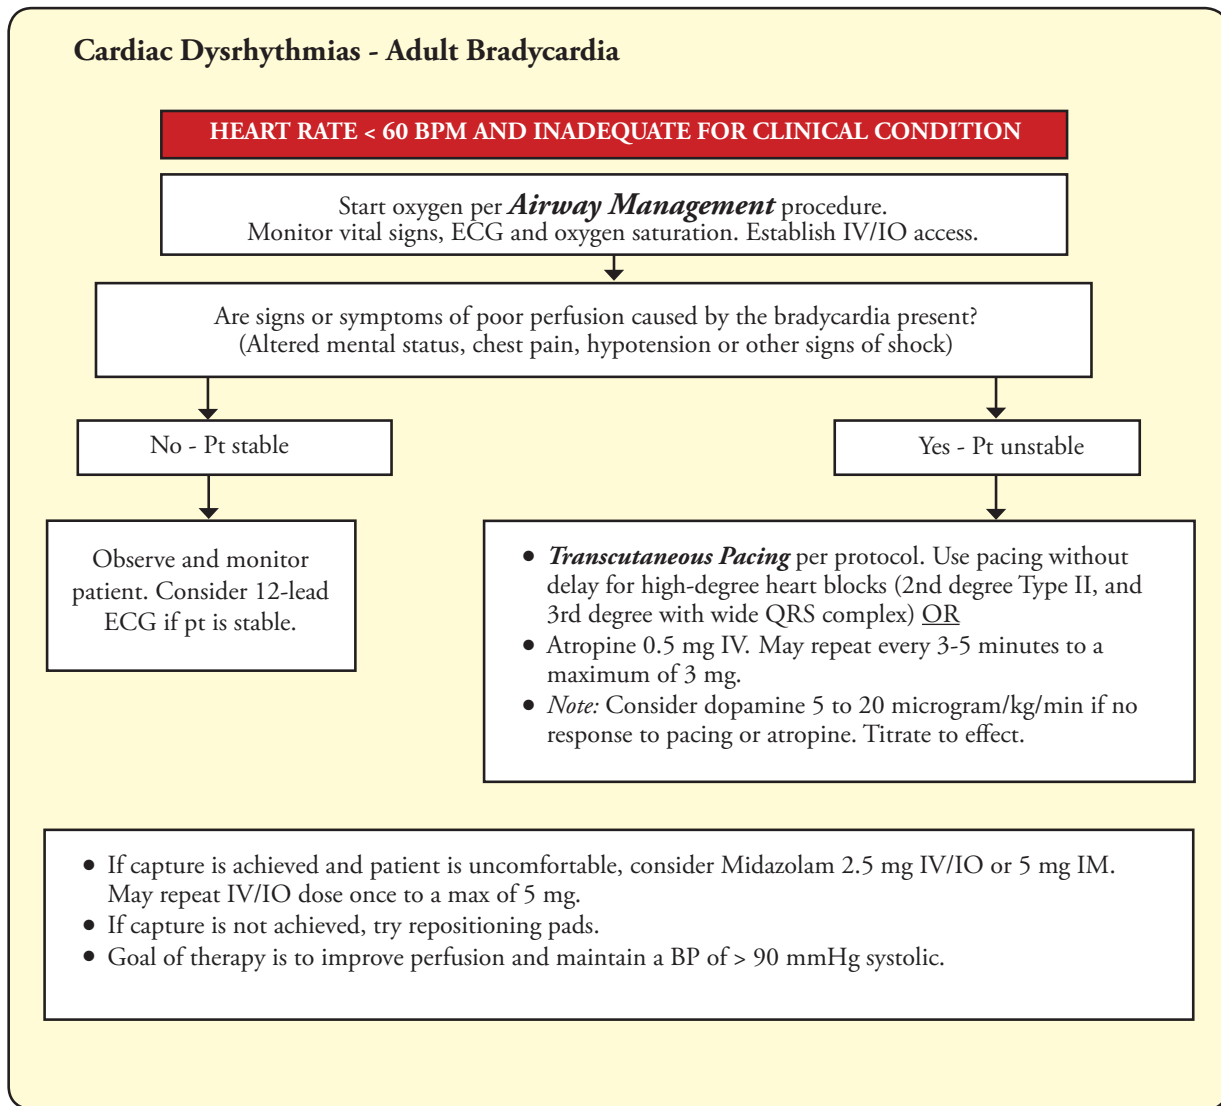 Cardiac Dysrhythmias - Adult Bradycardia
HEART RATE < 60 BPM AND INADEQUATE FOR CLINICAL CONDITION
Start oxygen per Airway Management procedure.
Monitor vital signs, ECG and oxygen saturation. Establish IV/IO access.
Are signs or symptoms of poor perfusion caused by the bradycardia present?
(Altered mental status, chest pain, hypotension or other signs of shock)
No - Pt stable
Yes - Pt unstable
Observe and monitor
patient. Consider 12-lead
ECG if pt is stable.
• Transcutaneous Pacing per protocol. Use pacing without
delay for high-degree heart blocks (2nd degree Type II, and
3rd degree with wide QRS complex) OR
• Atropine 0.5 mg IV. May repeat every 3-5 minutes to a
maximum of 3 mg.
• Note: Consider dopamine 5 to 20 microgram/kg/min if no
response to pacing or atropine. Titrate to effect.
• If capture is achieved and patient is uncomfortable, consider Midazolam 2.5 mg IV/IO or 5 mg IM.
May repeat IV/IO dose once to a max of 5 mg.
• If capture is not achieved, try repositioning pads.
• Goal of therapy is to improve perfusion and maintain a BP of > 90 mmHg systolic.